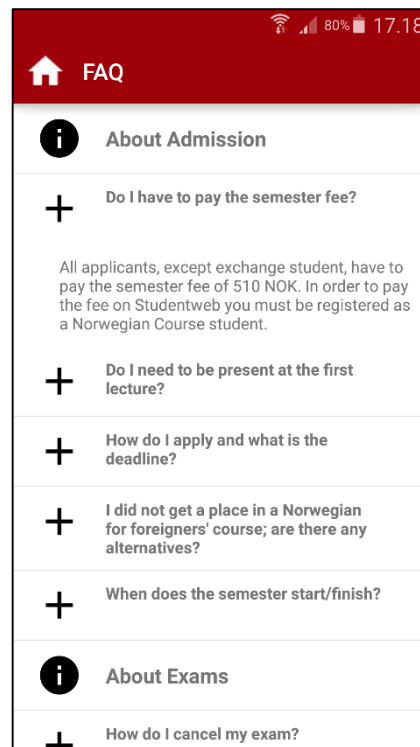 80% 17.18
FAQ
About Admission
Do I have to pay the semester fee?
All applicants, except exchange student, have to
pay the semester fee of 510 NOK. In order to pay
the fee on Studentweb you must be registered as
a Norwegian Course student.
Do I need to be present at the first
lecture?
How do I apply and what is the
deadline?
I did not get a place in a Norwegian
for foreigners' course; are there any
alternatives?
When does the semester start/finish?
About Exams
How do I cancel my exam?